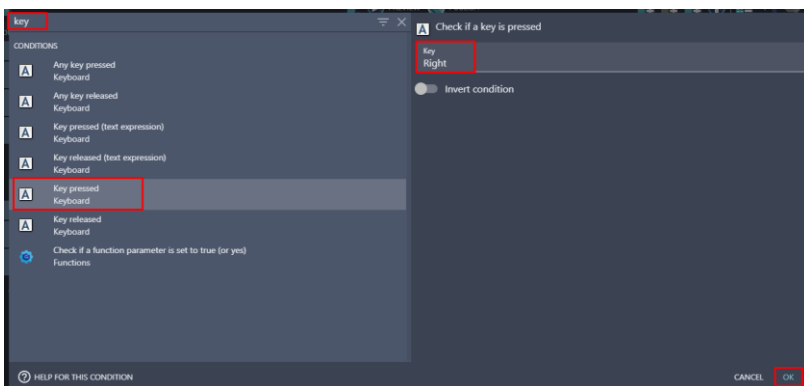 key
CONDITIONS
Any key pressed
Keyboard
Any key released
Keyboard
Key pressed (text expression)
Keyboard
Key released (text expression)
Keyboard
Key pressed
Keyboard
Key released
Keyboard
Check if a function parameter is set to true (or yes)
Functions
HELP FOR THIS CONDITION
Check if a key is pressed
Key
Right
Invert condition
CANCEL
OK